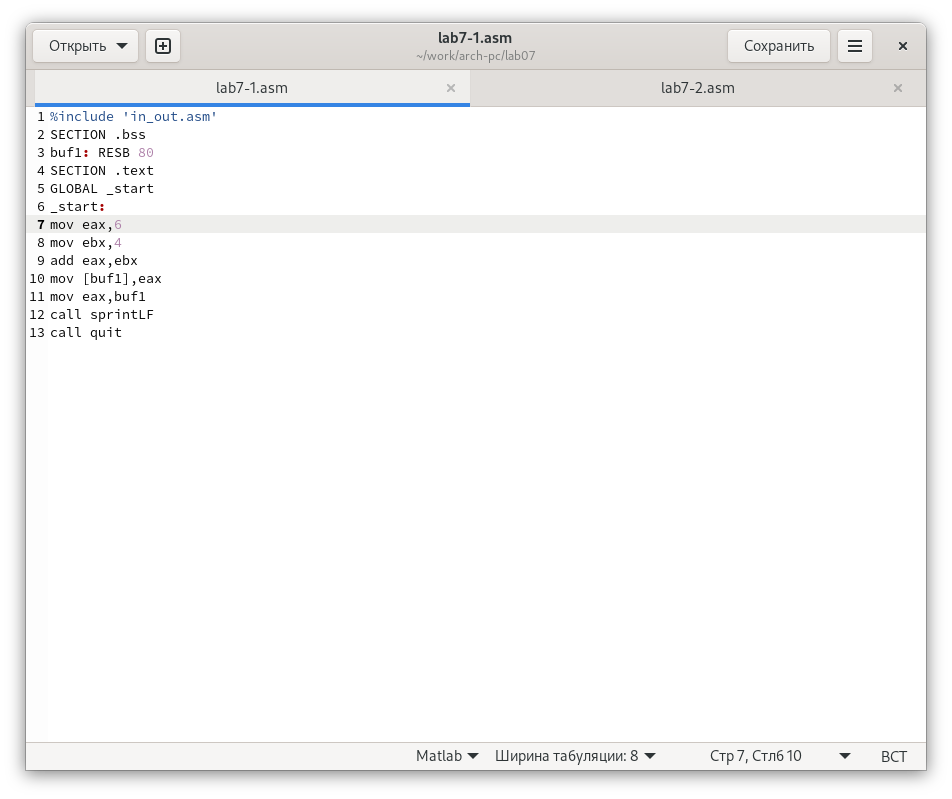 Открыть
lab7-1.asm
~/work/arch-pc/lab07
Сохранить
lab7-1.asm
lab7-2.asm
1 %include 'in_out.asm'
2 SECTION .bss
3 buf1: RESB 80
4 SECTION .text
5 GLOBAL _start
6 _start:
7 mov eax,6
8 mov ebx,4
9 add eax,ebx
10 mov [buf1],eax
11 mov eax,buf1
12 call sprintLF
13 call quit
Matlab Ширина табуляции: 8 Стр 7, Стлб 10 ВСТ